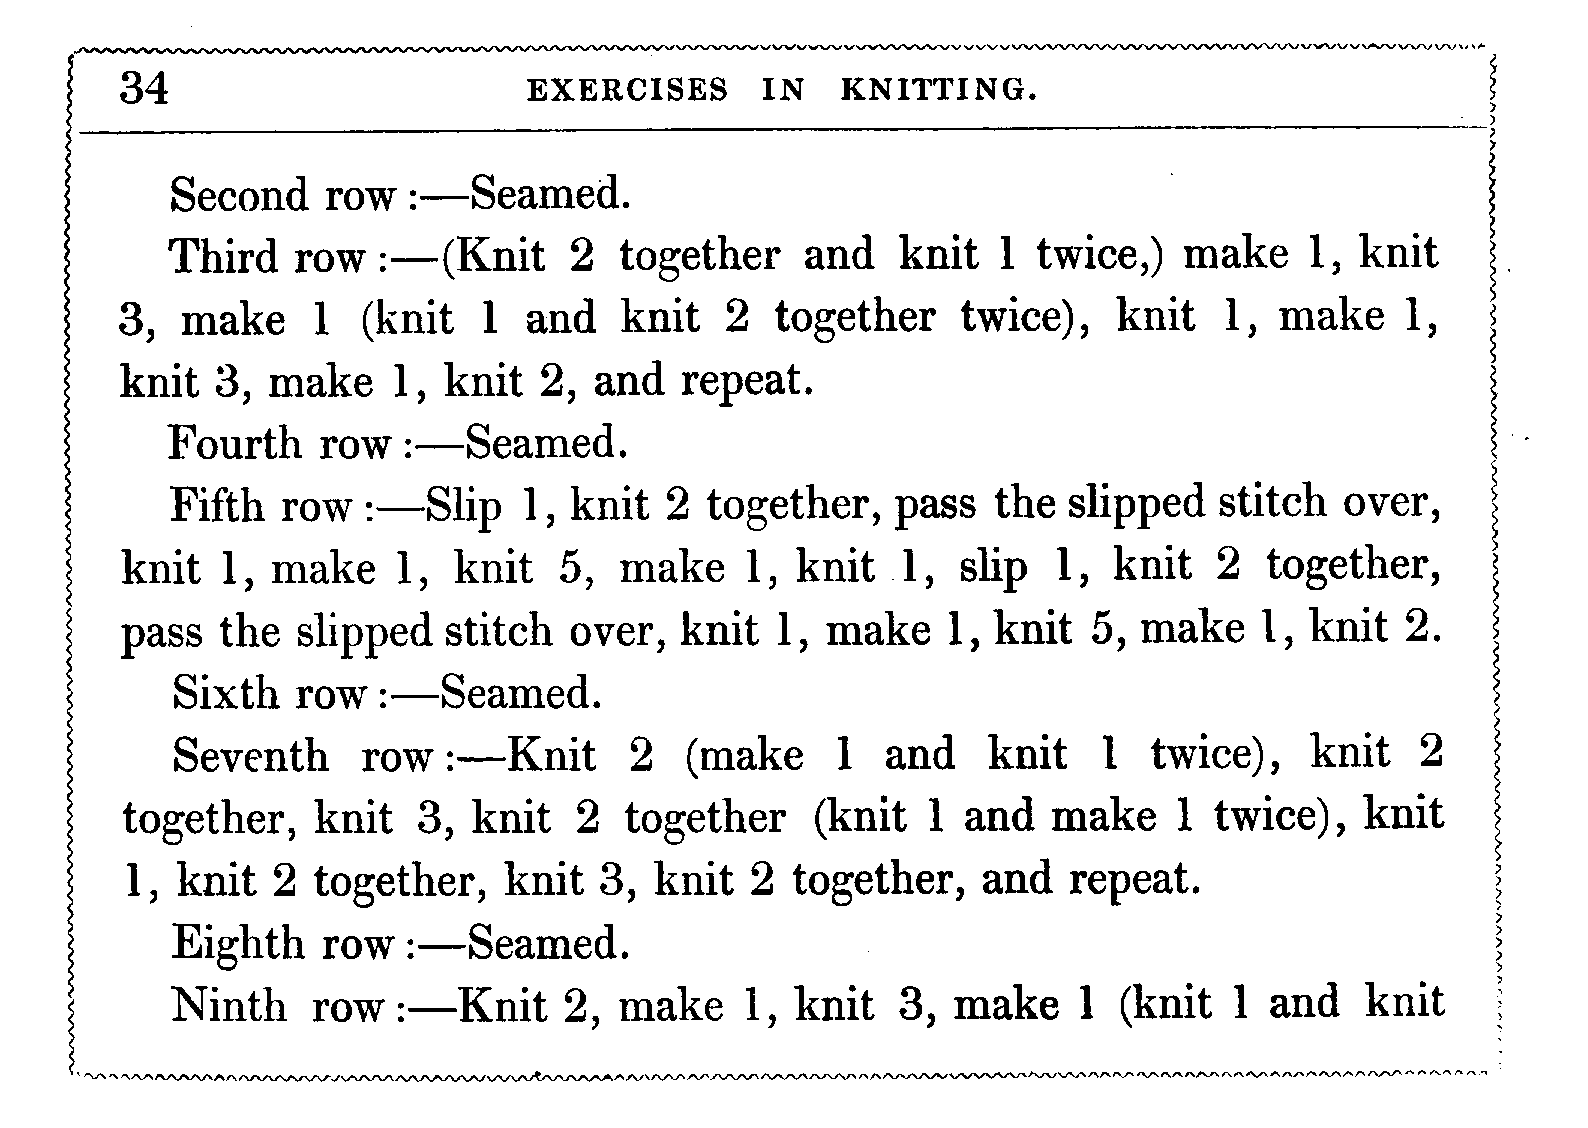 34 EXERCISES IN KNITTING.
Second row:—Seamed.
Third row:—(Knit 2 together and knit 1 twice,) make 1, knit
3, make 1 (knit 1 and knit 2 together twice), knit 1, make 1,
knit 3, make 1, knit 2, and repeat.
Fourth row:—Seamed.
Fifth row:—Slip 1, knit 2 together, pass the slipped stitch over,
knit 1, make 1, knit 5, make 1, knit 1, slip 1, knit 2 together,
pass the slipped stitch over, knit 1, make 1, knit 5, make 1, knit 2.
Sixth row:—Seamed.
Seventh row:—Knit 2 (make 1 and knit 1 twice), knit 2
together, knit 3, knit 2 together (knit 1 and make 1 twice), knit
1, knit 2 together, knit 3, knit 2 together, and repeat.
Eighth row:—Seamed.
Ninth row:—Knit 2, make 1, knit 3, make 1 (knit 1 and knit